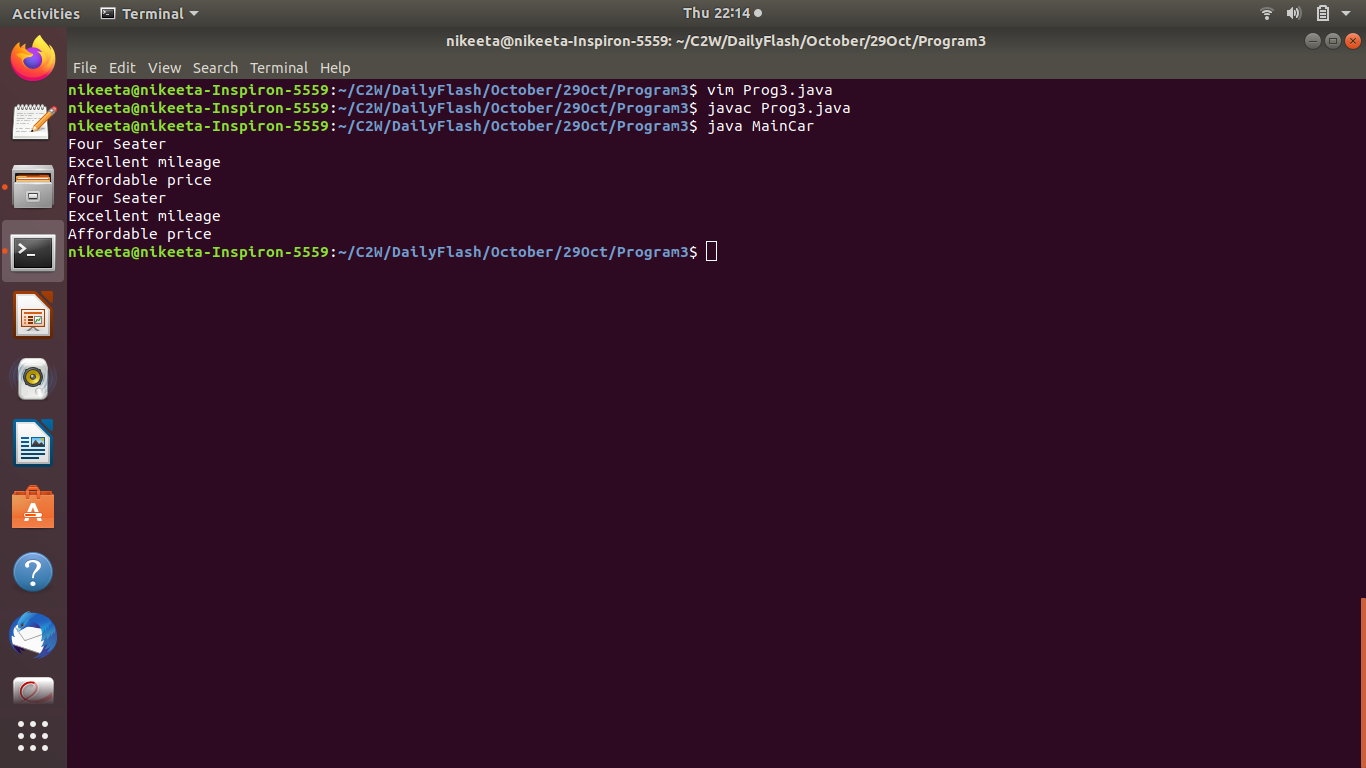 Activities
Terminal
Thu 22:14
nikeeta@nikeeta-Inspiron-5559: ~/C2W/DailyFlash/October/29Oct/Program3
File Edit View Search Terminal Help
nikeeta@nikeeta-Inspiron-5559:~/C2W/DailyFlash/October/29Oct/Program3$ vim Prog3.java
nikeeta@nikeeta-Inspiron-5559:~/C2W/DailyFlash/October/29Oct/Program3$ javac Prog3.java
nikeeta@nikeeta-Inspiron-5559:~/C2W/DailyFlash/October/29Oct/Program3$ java MainCar
Four Seater
Excellent mileage
Affordable price
Four Seater
Excellent mileage
Affordable price
nikeeta@nikeeta-Inspiron-5559:~/C2W/DailyFlash/October/29Oct/Program3$